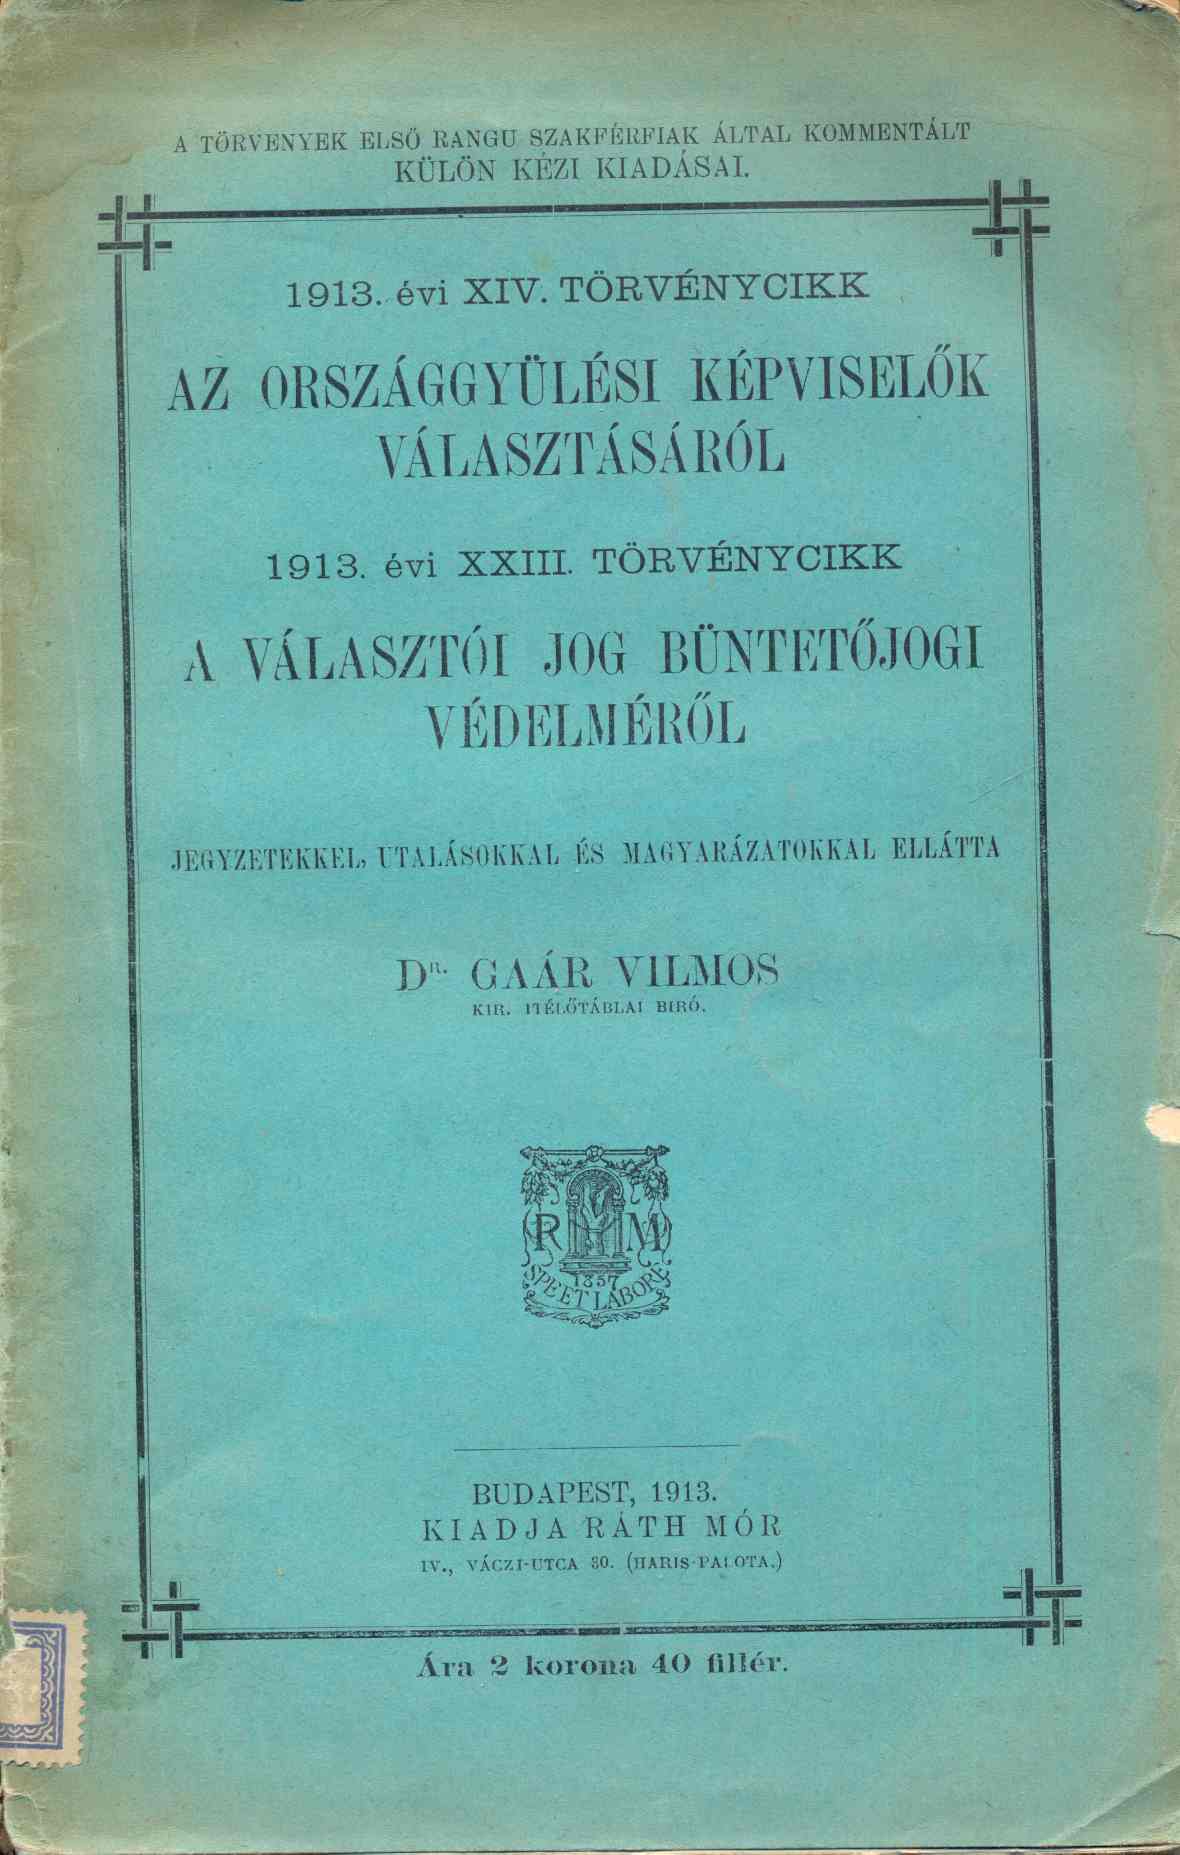 A TÖRVENYEK ELSŐ RANGU SZAKFÉRFIAK ÁLTAL KOMMENTÁLT
KÜLÖN KÉZI KIADÁSAI.
1913. évi XIV. TÖRVÉNYCIKK
AZ ORSZÁGGYÜLÉSI KÉPVISELŐK
VÁLASZTÁSÁRÓL
1913. évi XXIII. TÖRVÉNYCIKK
A VÁLASZTÓI JOG BÜNTETŐJOGI
VÉDELMÉRŐL
JEGYZETEKKEL, UTALÁSOKKAL ÉS MAGYARÁZATOKKAL ELLÁTTA
DR. GAÁR VILMOS
KIR. ITÉLŐTÁBLAI BIRÓ.
R M
1857
SPE ET LABORE
BUDAPEST, 1913.
KIADJA RÁTH MÓR
IV., VÁCZI-UTCA 30. (HARIS-PALOTA.)
Ára 2 korona 40 fillér.